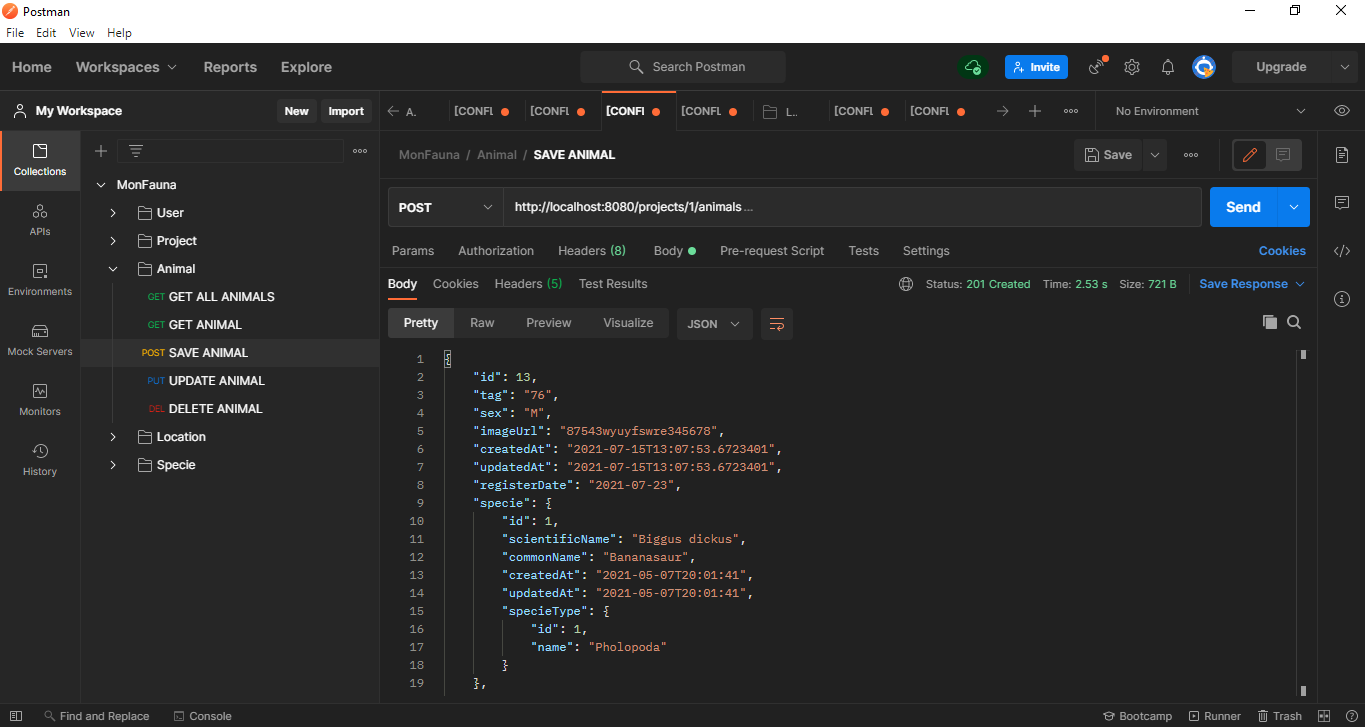 Postman
File Edit View Help
Home Workspaces Reports Explore Search Postman Invite Upgrade
My Workspace New Import A. [CONFL [CONFL [CONFI [CONFL L.. [CONFL [CONFL No Environment
MonFauna / Animal / SAVE ANIMAL Save
Collections
APIs
Environments
Mock Servers
Monitors
History
MonFauna
User
Project
Animal
GET GET ALL ANIMALS
GET GET ANIMAL
POST SAVE ANIMAL
PUT UPDATE ANIMAL
DEL DELETE ANIMAL
Location
Specie
POST http://localhost:8080/projects/1/animals ... Send
Params Authorization Headers (8) Body Pre-request Script Tests Settings Cookies
Body Cookies Headers (5) Test Results Status: 201 Created Time: 2.53 s Size: 721 B Save Response
Pretty Raw Preview Visualize JSON
1 {
2 "id": 13,
3 "tag": "76",
4 "sex": "M",
5 "imageUrl": "87543wyuyfswre345678",
6 "createdAt": "2021-07-15T13:07:53.6723401",
7 "updatedAt": "2021-07-15T13:07:53.6723401",
8 "registerDate": "2021-07-23",
9 "specie": {
10 "id": 1,
11 "scientificName": "Biggus dickus",
12 "commonName": "Bananasaur",
13 "createdAt": "2021-05-07T20:01:41",
14 "updatedAt": "2021-05-07T20:01:41",
15 "specieType": {
16 "id": 1,
17 "name": "Pholopoda"
18 }
19 },
Find and Replace Console Bootcamp Runner Trash